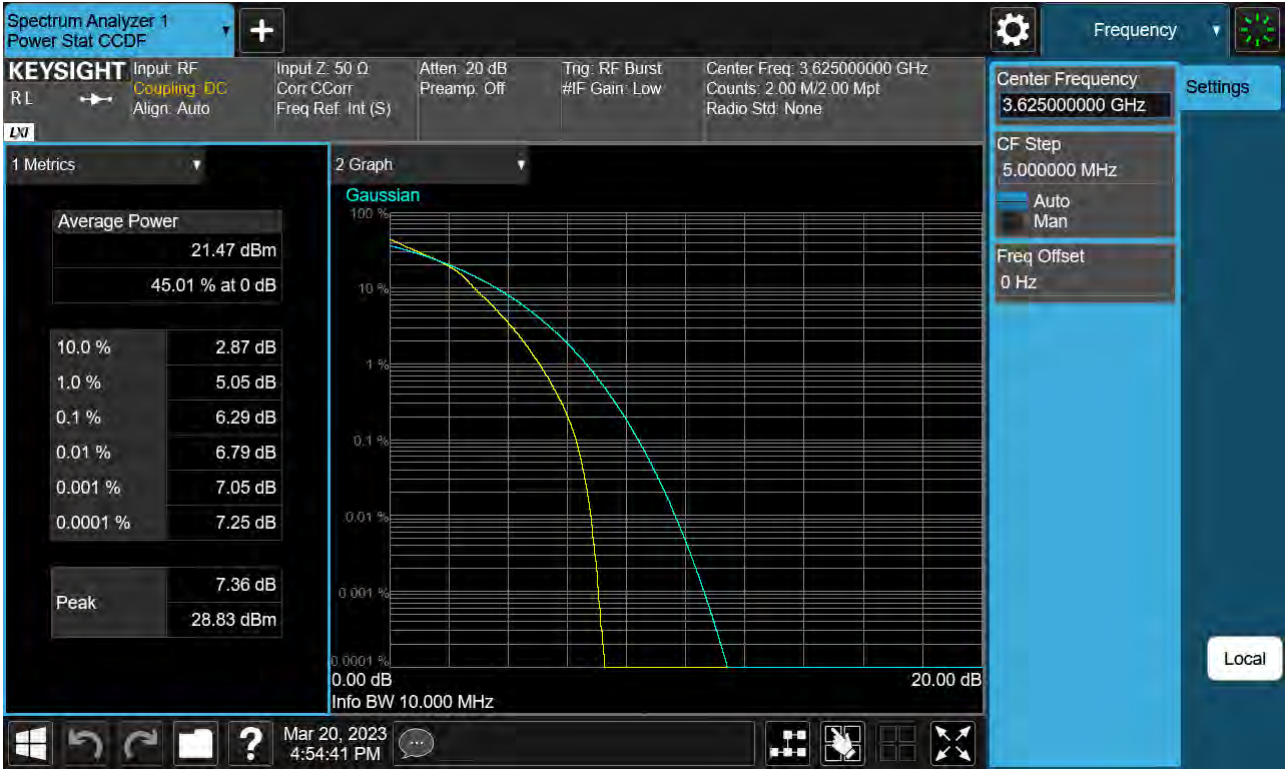 Spectrum Analyzer 1
Power Stat CCDF
+
Frequency
KEYSIGHT
RL
LXI
Input: RF
Coupling: DC
Align: Auto
Input Z: 50 Ω
Corr CCorr
Freq Ref: Int (S)
Atten: 20 dB
Preamp: Off
Trig: RF Burst
#IF Gain: Low
Center Freq: 3.625000000 GHz
Counts: 2.00 M/2.00 Mpt
Radio Std: None
Center Frequency
3.625000000 GHz
Settings
CF Step
5.000000 MHz
Auto
Man
Freq Offset
0 Hz
1 Metrics
Average Power
21.47 dBm
45.01 % at 0 dB
10.0 % 2.87 dB
1.0 % 5.05 dB
0.1 % 6.29 dB
0.01 % 6.79 dB
0.001 % 7.05 dB
0.0001 % 7.25 dB
Peak
7.36 dB
28.83 dBm
2 Graph
Gaussian
100 %
10 %
1 %
0.1 %
0.01 %
0.001 %
0.0001 %
0.00 dB 20.00 dB
Info BW 10.000 MHz
Local
?
Mar 20, 2023
4:54:41 PM